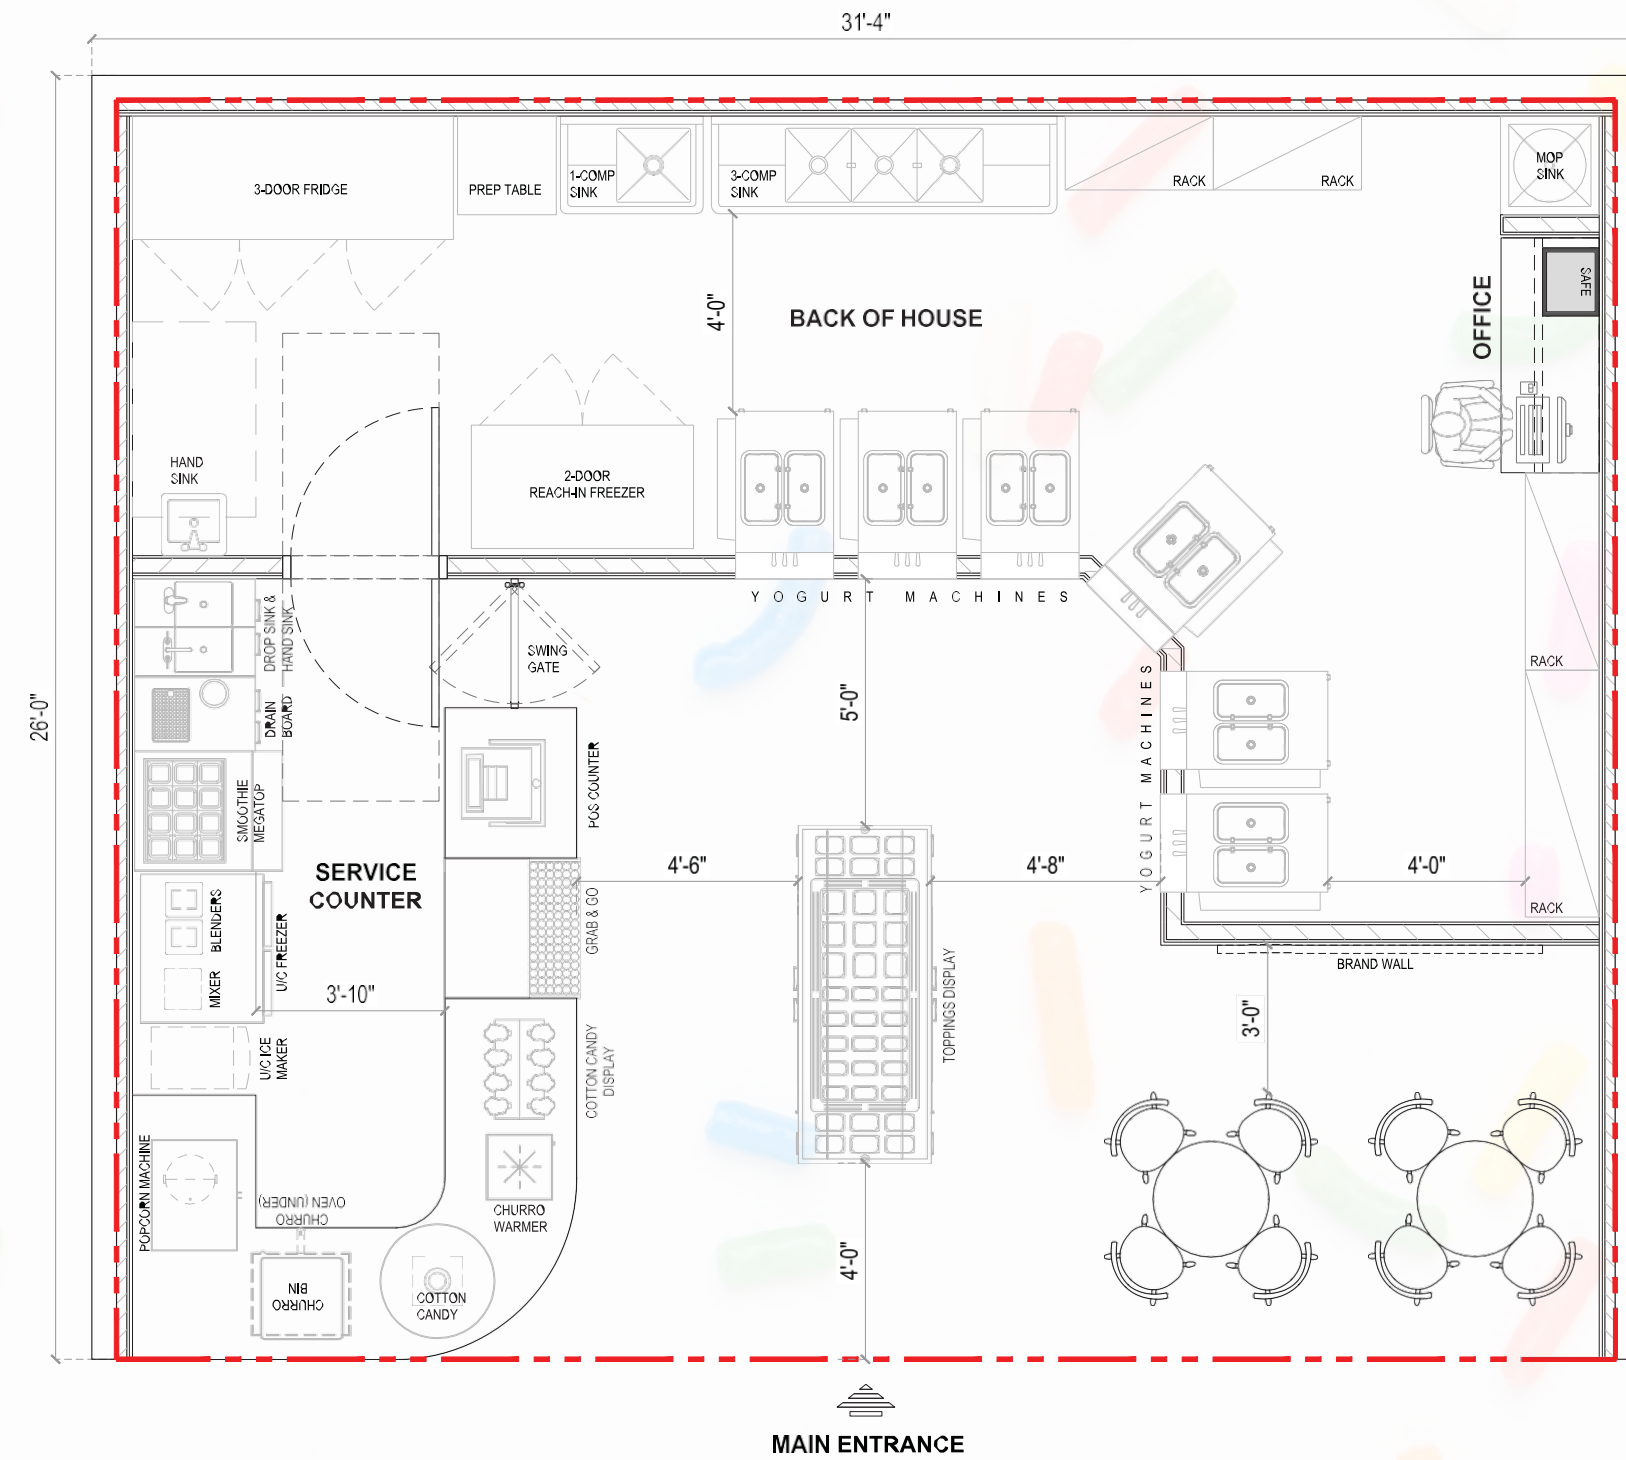 31'-4"
3-DOOR FRIDGE
PREP TABLE
1-COMP
SINK
3-COMP
SINK
RACK
RACK
MOP
SINK
SAFE
OFFICE
4'-0"
BACK OF HOUSE
HAND
SINK
2-DOOR
REACH-IN FREEZER
YOGURT MACHINES
DROP SINK &
HAND SINK
SWING
GATE
DRAIN
BOARD
26'-0"
5'-0"
YOGURT MACHINES
RACK
POS COUNTER
SMOOTHIE
MEGATOP
SERVICE
COUNTER
4'-6"
4'-8"
4'-0"
BLENDERS
MIXER
U/C FREEZER
GRAB & GO
RACK
BRAND WALL
3'-10"
TOPPINGS DISPLAY
3'-0"
U/C ICE
MAKER
COTTON CANDY
DISPLAY
POPCORN MACHINE
CHURRO
OVEN (UNDER)
CHURRO
WARMER
CHURRO
BIN
COTTON
CANDY
4'-0"
MAIN ENTRANCE